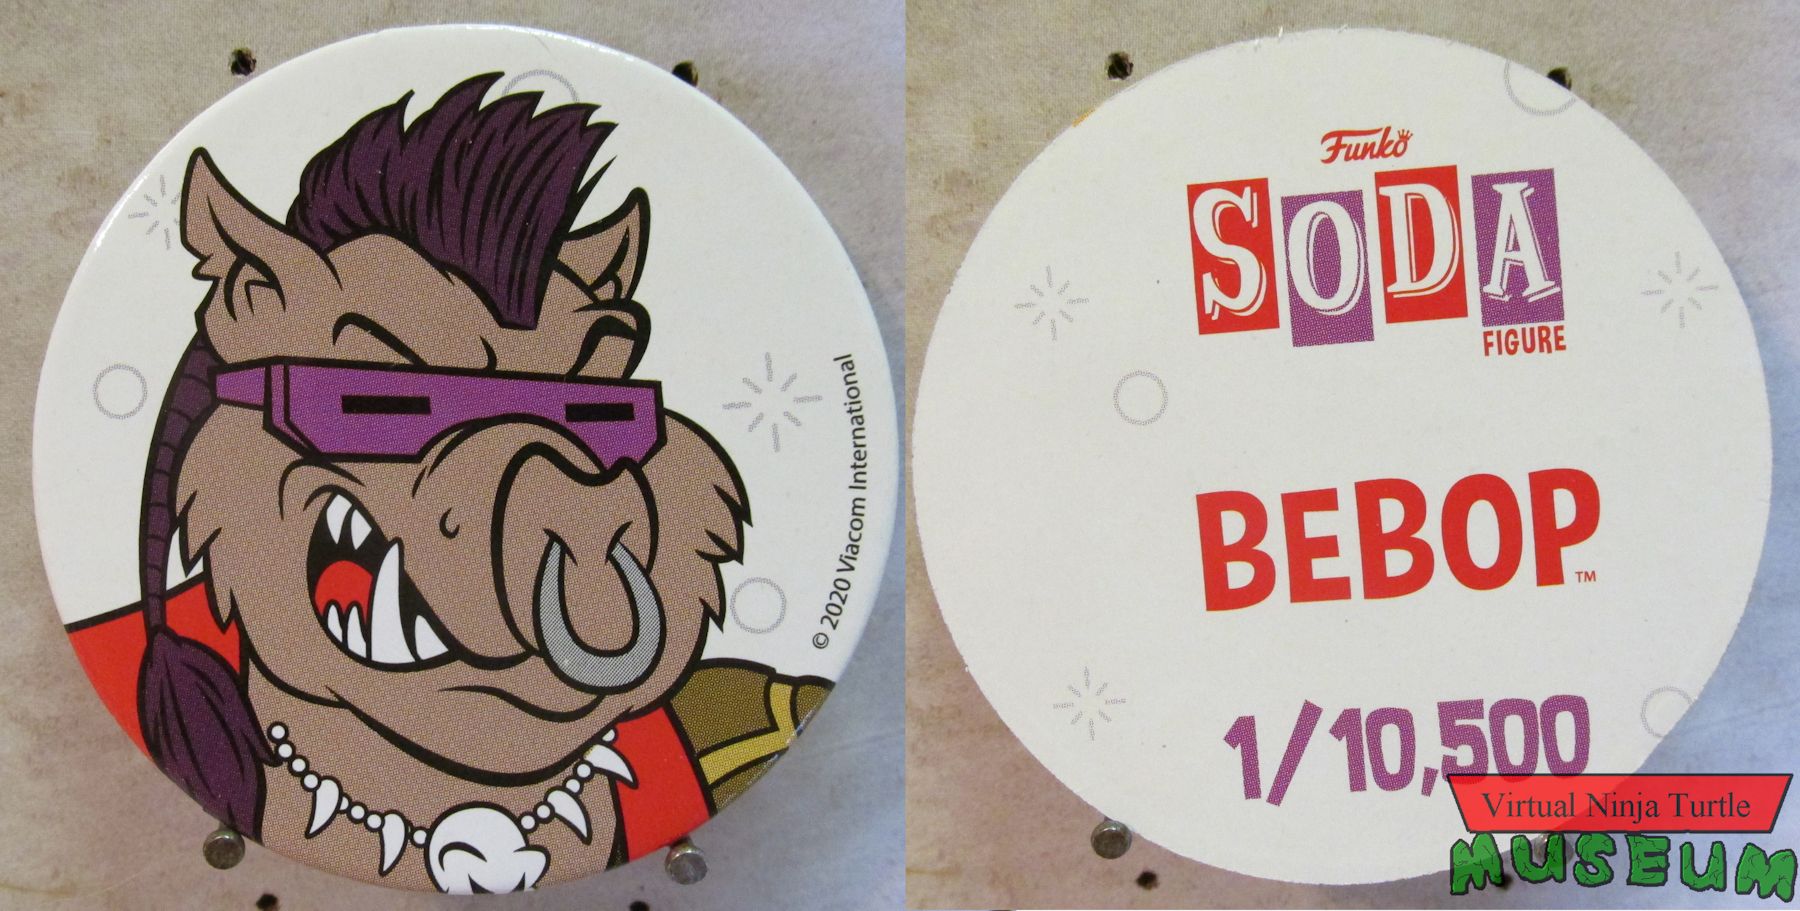 © 2020 Viacom International
Funko
SODA
FIGURE
BEBOP™
1/10,500
Virtual Ninja Turtle
MUSEUM